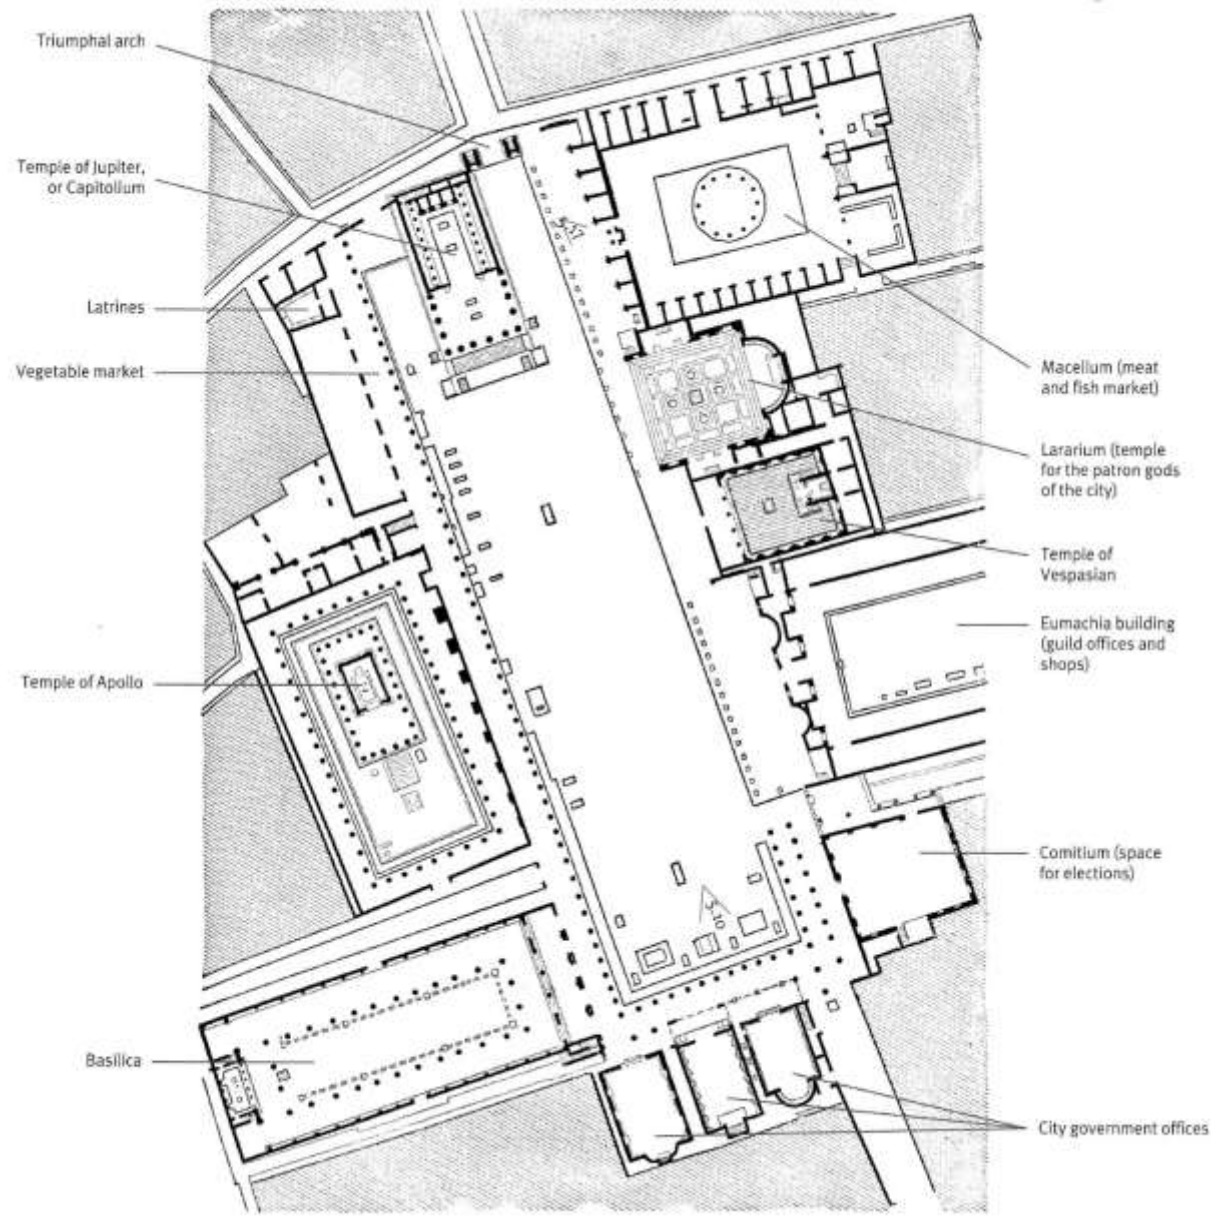 Triumphal arch
Temple of Jupiter,
or Capitolium
Latrines
Vegetable market
Temple of Apollo
Basilica
Macellum (meat
and fish market)
Lararium (temple
for the patron gods
of the city)
Temple of
Vespasian
Eumachia building
(guild offices and
shops)
Comitium (space
for elections)
City government offices
5.10